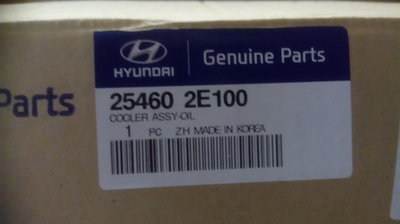 HYUNDAI
Genuine Parts
Parts
25460 2E100
COOLER ASSY-OIL
1 PC ZH MADE IN KOREA